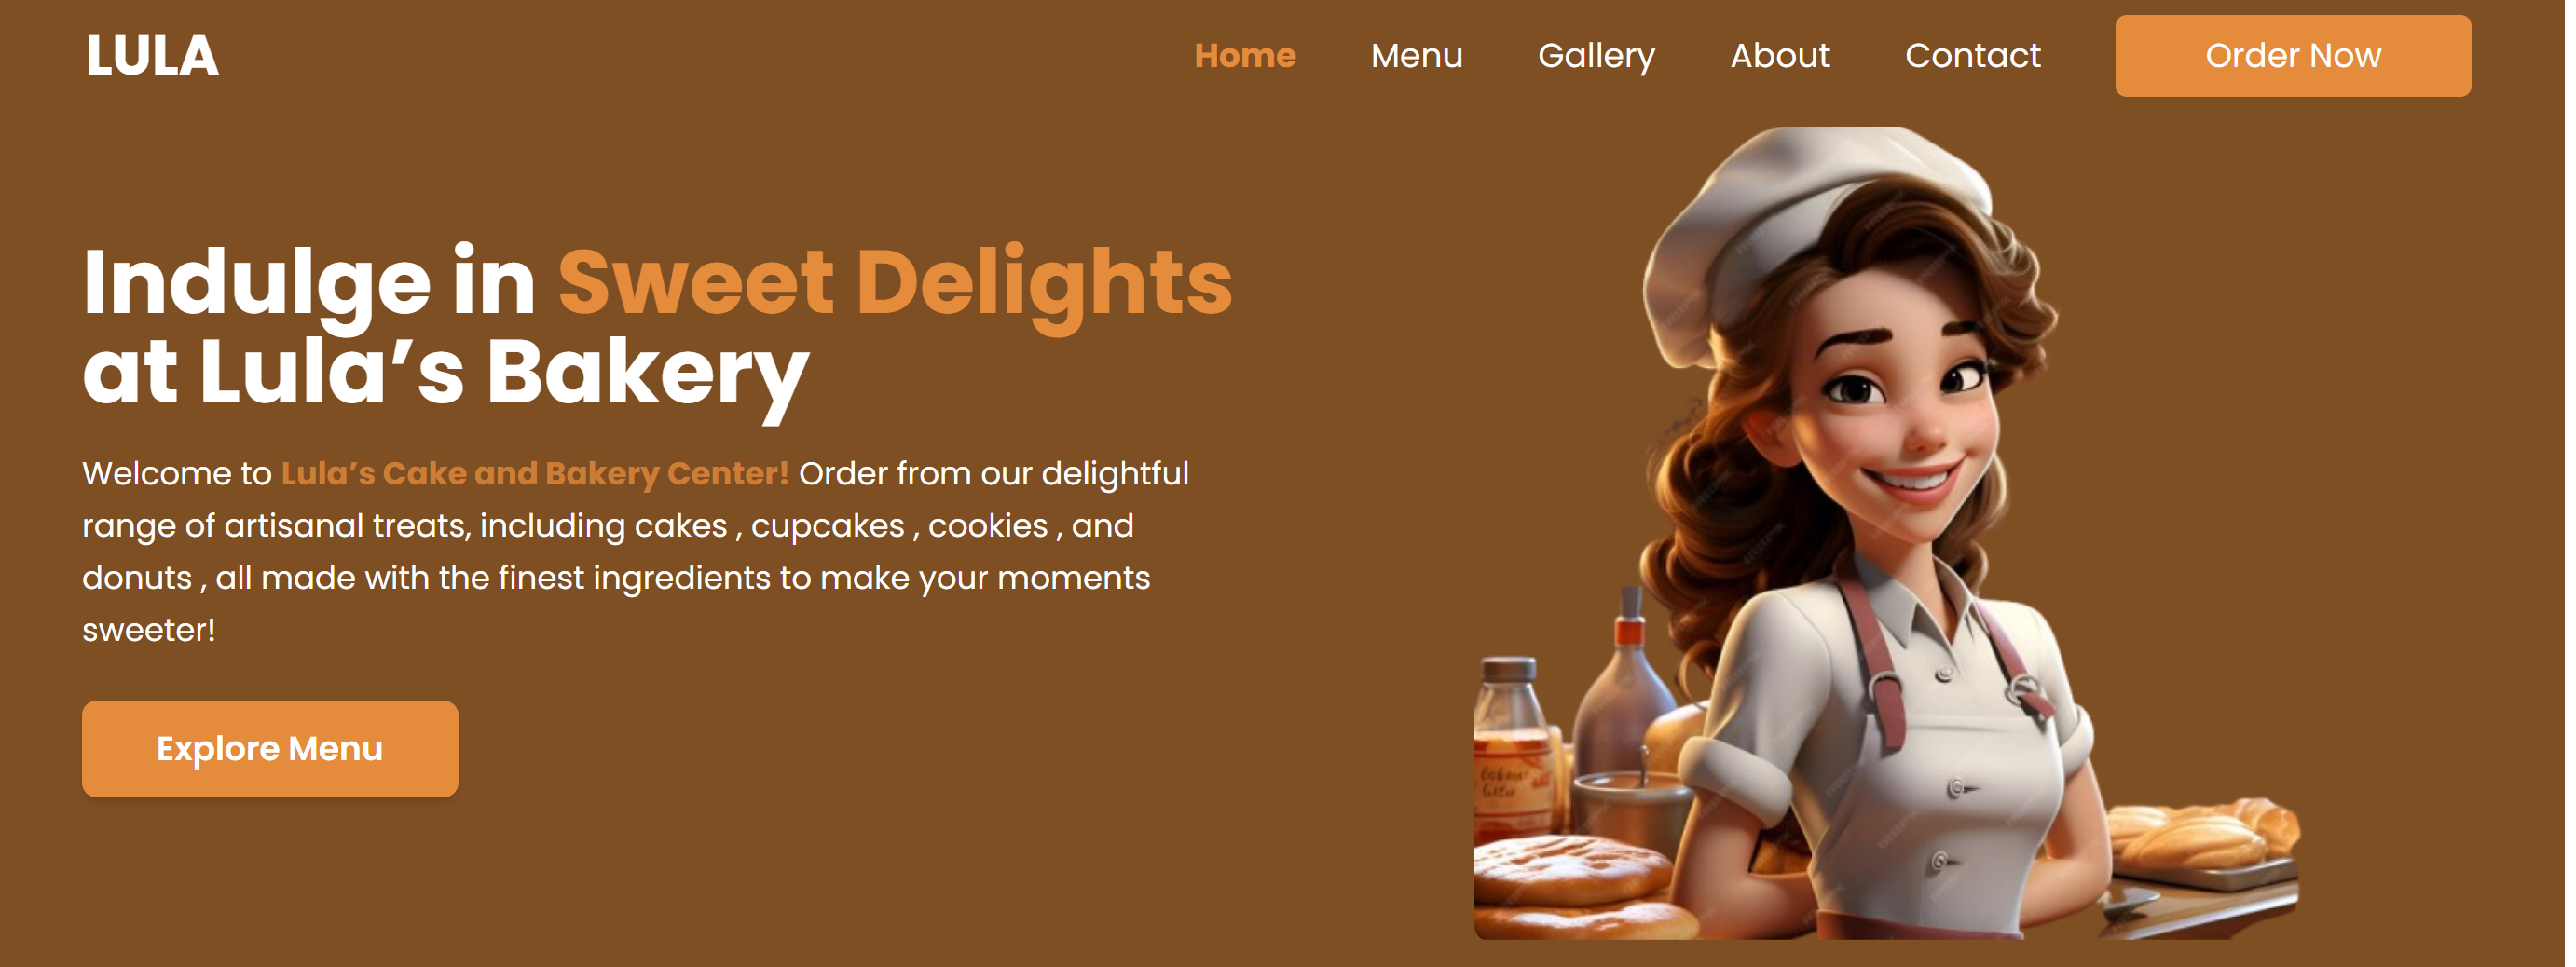 LULA
Home Menu Gallery About Contact Order Now
Indulge in Sweet Delights
at Lula’s Bakery
Welcome to Lula’s Cake and Bakery Center! Order from our delightful
range of artisanal treats, including cakes , cupcakes , cookies , and
donuts , all made with the finest ingredients to make your moments
sweeter!
Explore Menu